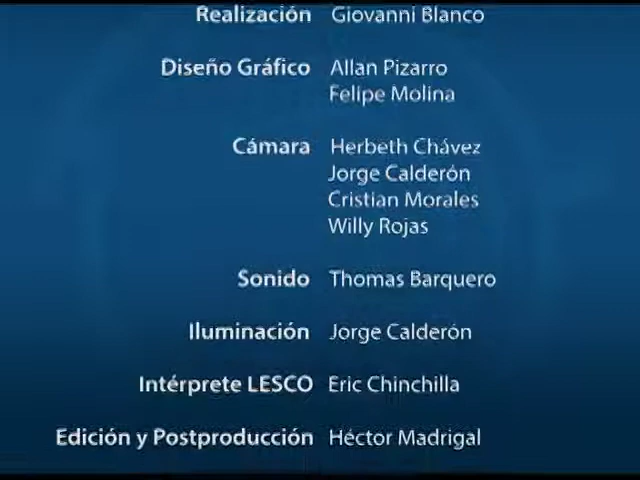 Realización Giovanni Blanco
Diseño Gráfico Allan Pizarro
Felipe Molina
Cámara Herbeth Chávez
Jorge Calderón
Cristian Morales
Willy Rojas
Sonido Thomas Barquero
Iluminación Jorge Calderón
Intérprete LESCO Eric Chinchilla
Edición y Postproducción Héctor Madrigal